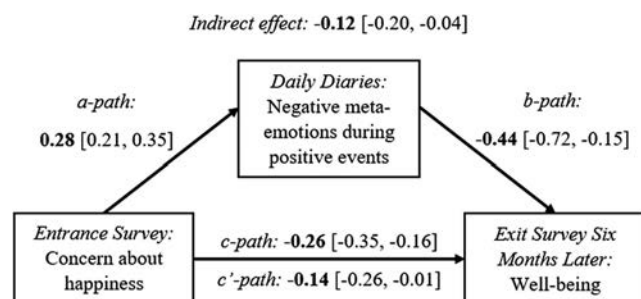 Indirect effect: -0.12 [-0.20, -0.04]
a-path:
0.28 [0.21, 0.35]
Daily Diaries:
Negative meta-
emotions during
positive events
b-path:
-0.44 [-0.72, -0.15]
Entrance Survey:
Concern about
happiness
c-path: -0.26 [-0.35, -0.16]
c'-path: -0.14 [-0.26, -0.01]
Exit Survey Six
Months Later:
Well-being